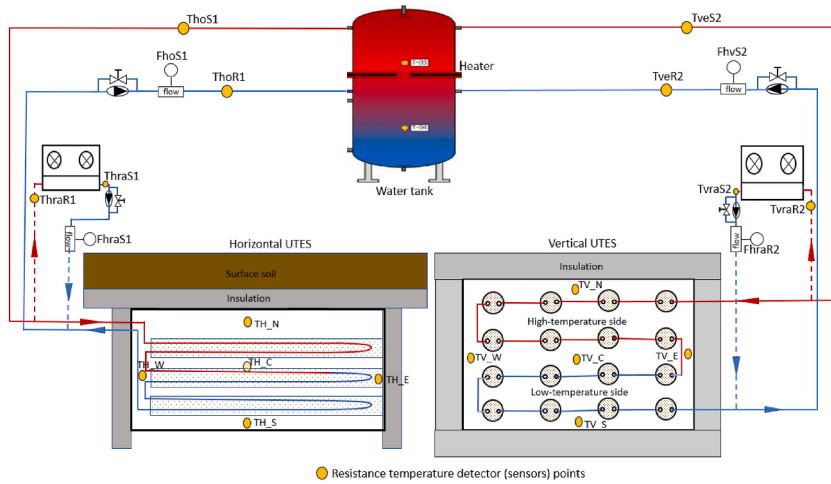 ThoS1
TveS2
FhoS1
FhvS2
T-03
Heater
ThoR1
TveR2
flow
flow
T-04
Water tank
ThraS1
TvraS2
ThraR1
TvraR2
flow
FhraS1
flow
FhraR2
Horizontal UTES
Vertical UTES
Surface soil
Insulation
Insulation
TV_N
TH_N
High-temperature side
TH_W
TH_C
TH_E
TV_W
TV_C
TV_E
Low-temperature side
TH_S
TV_S
Resistance temperature detector (sensors) points